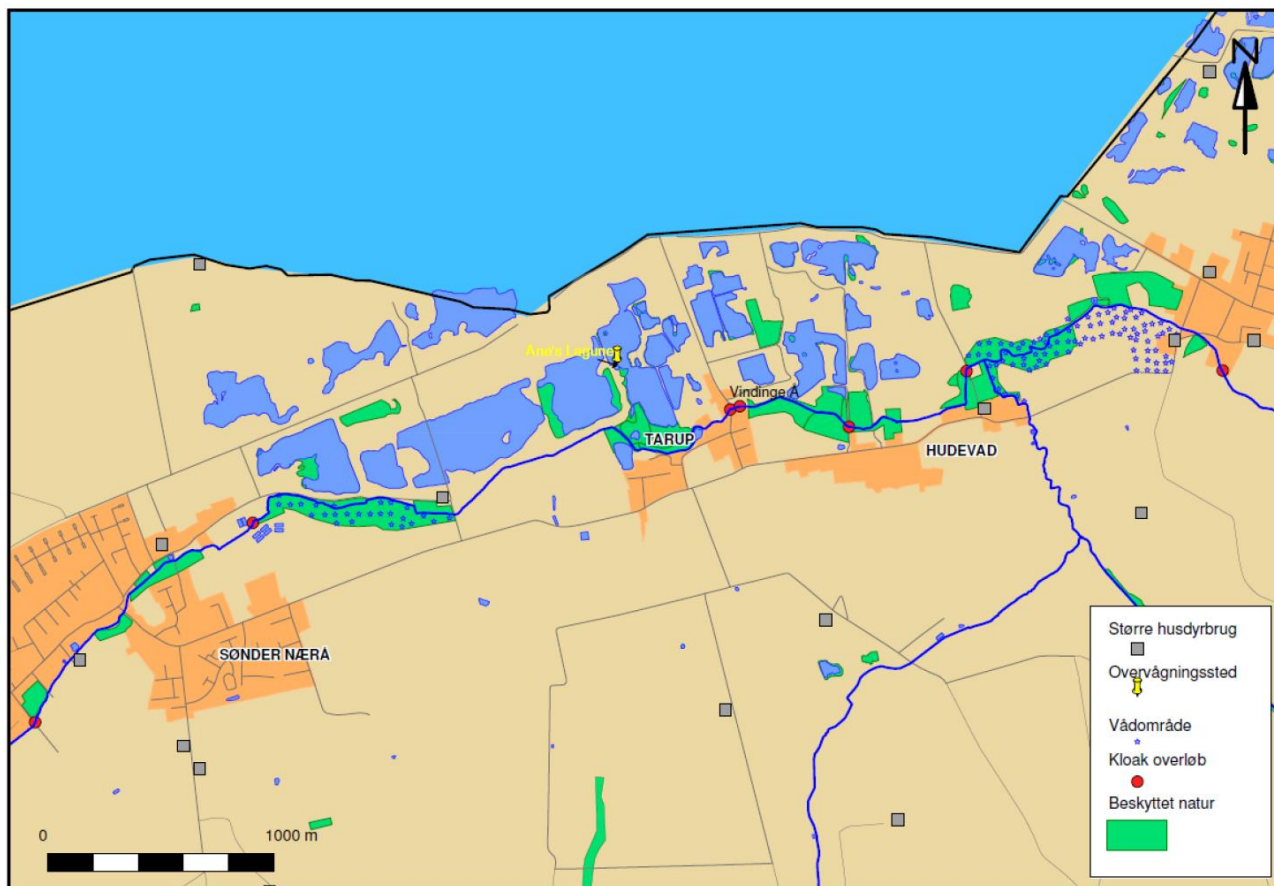 N
Ane's Lagune
Vindinge Å
TARUP
HUDEVAD
SØNDER NÆRÅ
Større husdyrbrug
Overvågningssted
Vådområde
Kloak overløb
Beskyttet natur
0 1000 m